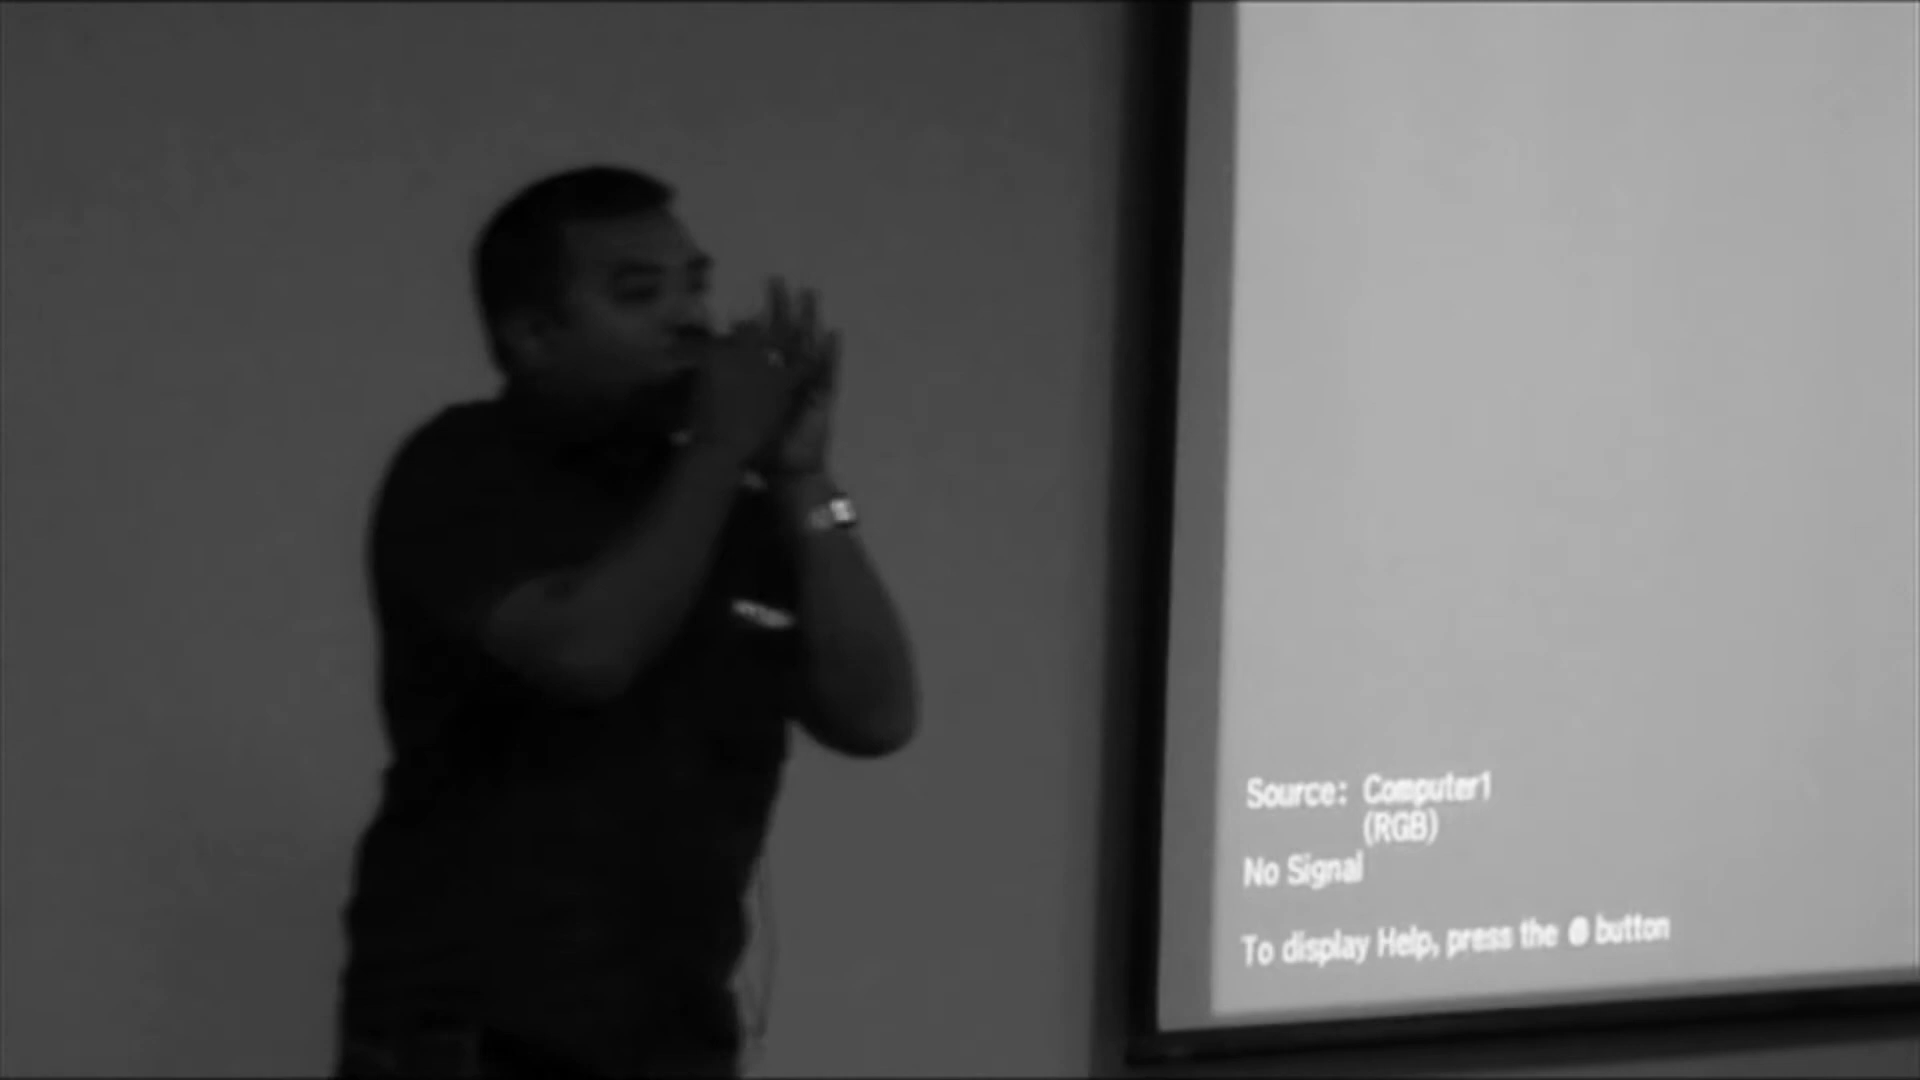 Source: Computer1
(RGB)
No Signal
To display Help, press the button